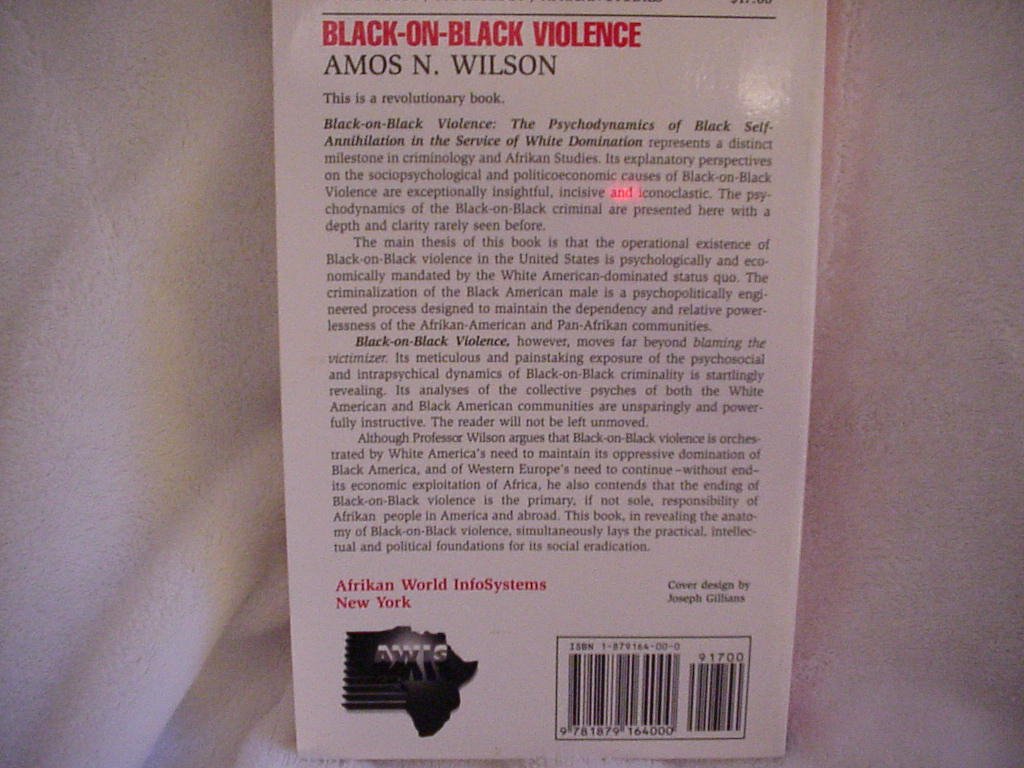 BLACK-ON-BLACK VIOLENCE
AMOS N. WILSON
This is a revolutionary book.
Black-on-Black Violence: The Psychodynamics of Black Self-
Annihilation in the Service of White Domination represents a distinct
milestone in criminology and Afrikan Studies. Its explanatory perspectives
on the sociopsychological and politicoeconomic causes of Black-on-Black
Violence are exceptionally insightful, incisive and iconoclastic. The psy-
chodynamics of the Black-on-Black criminal are presented here with a
depth and clarity rarely seen before.
The main thesis of this book is that the operational existence of
Black-on-Black violence in the United States is psychologically and eco-
nomically mandated by the White American-dominated status quo. The
criminalization of the Black American male is a psychopolitically engi-
neered process designed to maintain the dependency and relative power-
lessness of the Afrikan-American and Pan-Afrikan communities.
Black-on-Black Violence, however, moves far beyond blaming the
victimizer. Its meticulous and painstaking exposure of the psychosocial
and intrapsychical dynamics of Black-on-Black criminality is startlingly
revealing. Its analyses of the collective psyches of both the White
American and Black American communities are unsparingly and power-
fully instructive. The reader will not be left unmoved.
Although Professor Wilson argues that Black-on-Black violence is orches-
trated by White America's need to maintain its oppressive domination of
Black America, and of Western Europe's need to continue—without end—
its economic exploitation of Africa, he also contends that the ending of
Black-on-Black violence is the primary, if not sole, responsibility of
Afrikan people in America and abroad. This book, in revealing the anato-
my of Black-on-Black violence, simultaneously lays the practical, intellec-
tual and political foundations for its social eradication.
Afrikan World InfoSystems
New York
Cover design by
Joseph Gillians
AWIS
ISBN 1-879164-00-0
91700
9 781879 164000